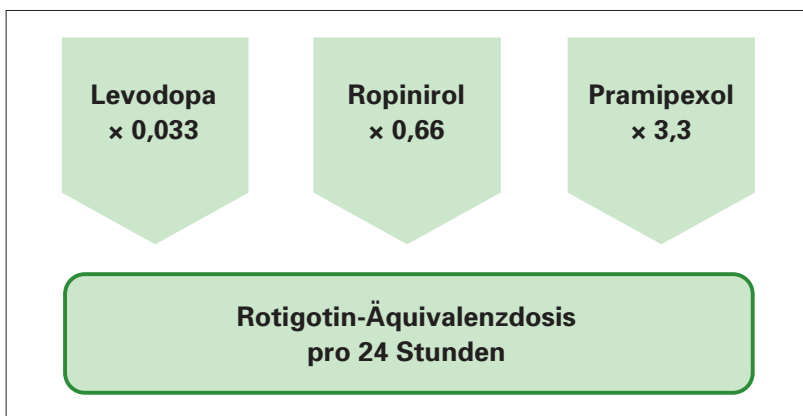 Levodopa
× 0,033
Ropinirol
× 0,66
Pramipexol
× 3,3
Rotigotin-Äquivalenzdosis
pro 24 Stunden